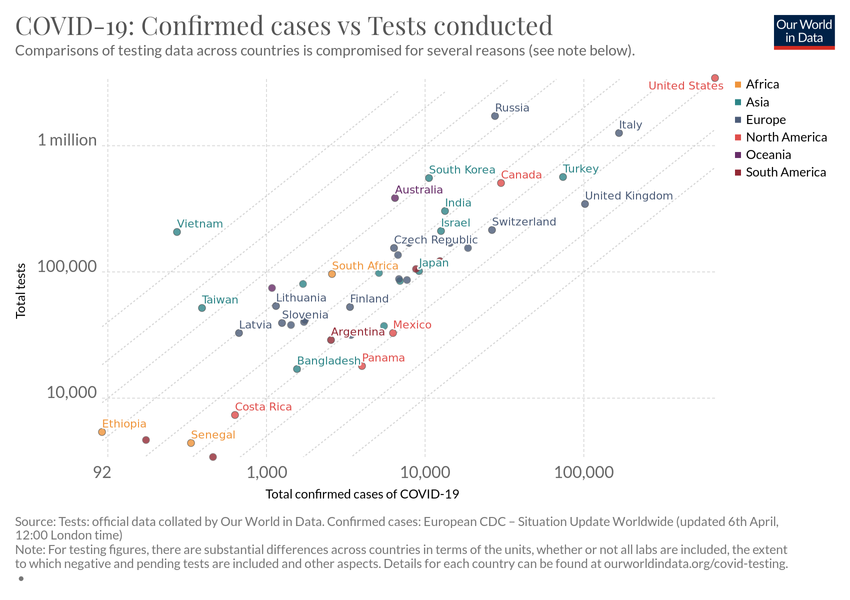 COVID-19: Confirmed cases vs Tests conducted
Comparisons of testing data across countries is compromised for several reasons (see note below).
Our World
in Data
United States
Africa
Asia
Europe
North America
Oceania
South America
Russia
Italy
1 million
South Korea
Canada
Turkey
Australia
United Kingdom
India
Vietnam
Israel
Switzerland
Czech Republic
100,000
South Africa
Japan
Total tests
Taiwan
Lithuania
Finland
Slovenia
Latvia
Argentina
Mexico
Bangladesh
Panama
10,000
Costa Rica
Ethiopia
Senegal
92
1,000
10,000
100,000
Total confirmed cases of COVID-19
Source: Tests: official data collated by Our World in Data. Confirmed cases: European CDC – Situation Update Worldwide (updated 6th April,
12:00 London time)
Note: For testing figures, there are substantial differences across countries in terms of the units, whether or not all labs are included, the extent
to which negative and pending tests are included and other aspects. Details for each country can be found at ourworldindata.org/covid-testing.